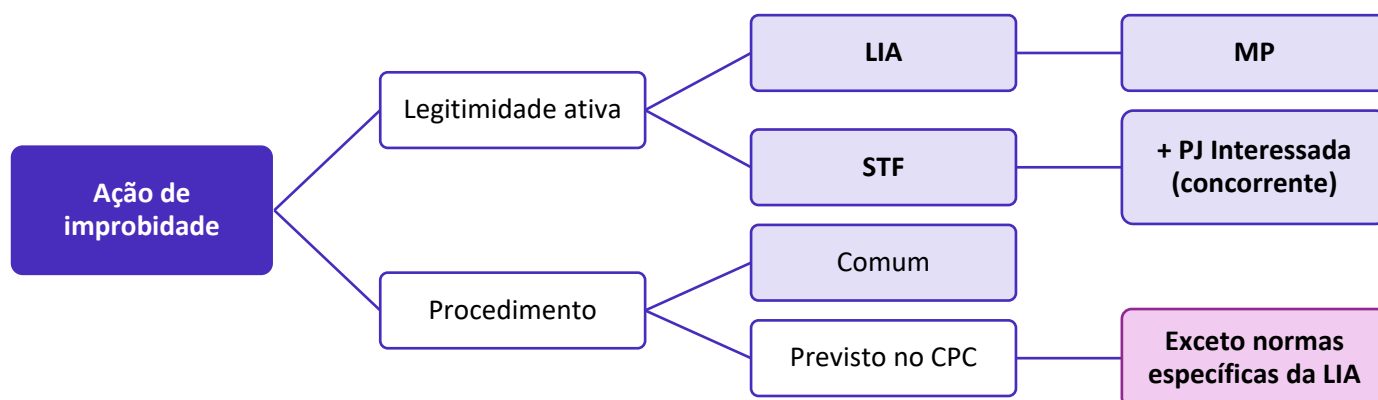 Ação de
improbidade
Legitimidade ativa
LIA
MP
STF
+ PJ Interessada
(concorrente)
Procedimento
Comum
Previsto no CPC
Exceto normas
específicas da LIA